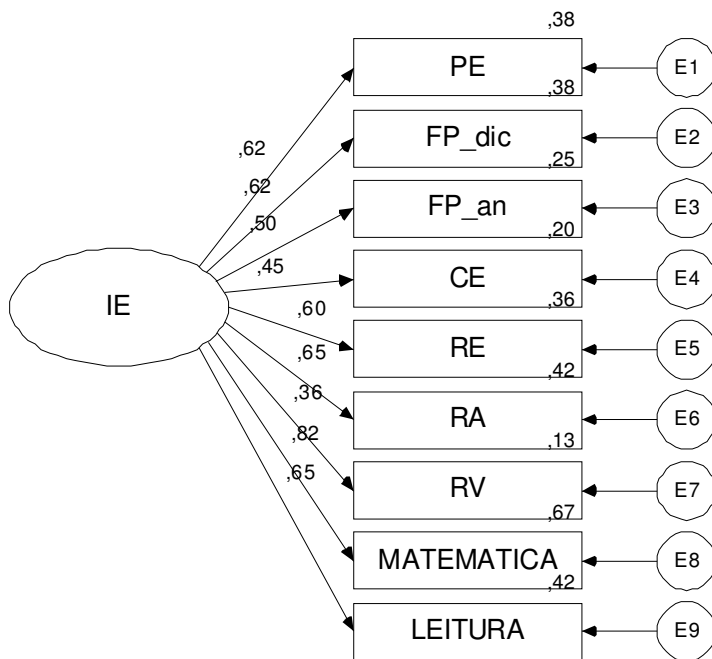 ,38
PE
E1
,38
,62
FP_dic
E2
,25
,62
,50
FP_an
E3
,20
,45
IE
CE
E4
,36
,60
RE
E5
,42
,65
,36
RA
E6
,13
,82
,65
RV
E7
,67
MATEMATICA
E8
,42
LEITURA
E9